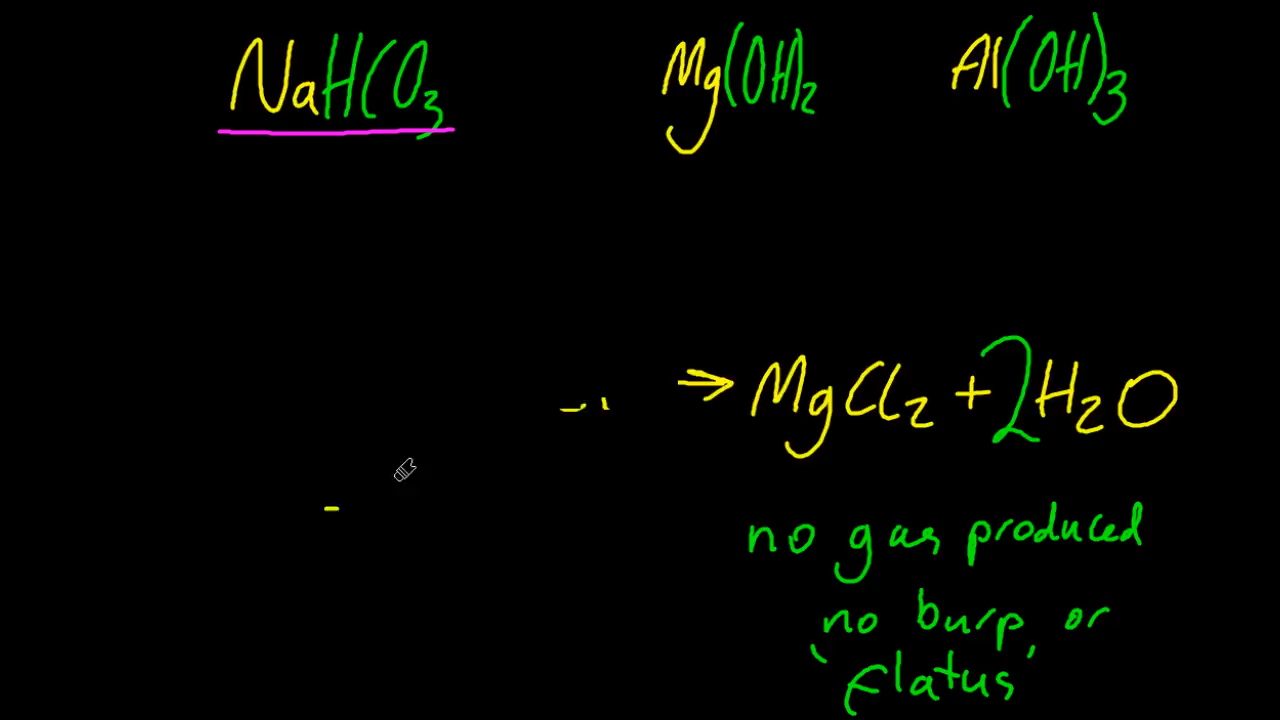 NaHCO₃ Mg(OH)₂ Al(OH)₃
→ MgCl₂ + 2H₂O
no gas produced
no burp or
'flatus'